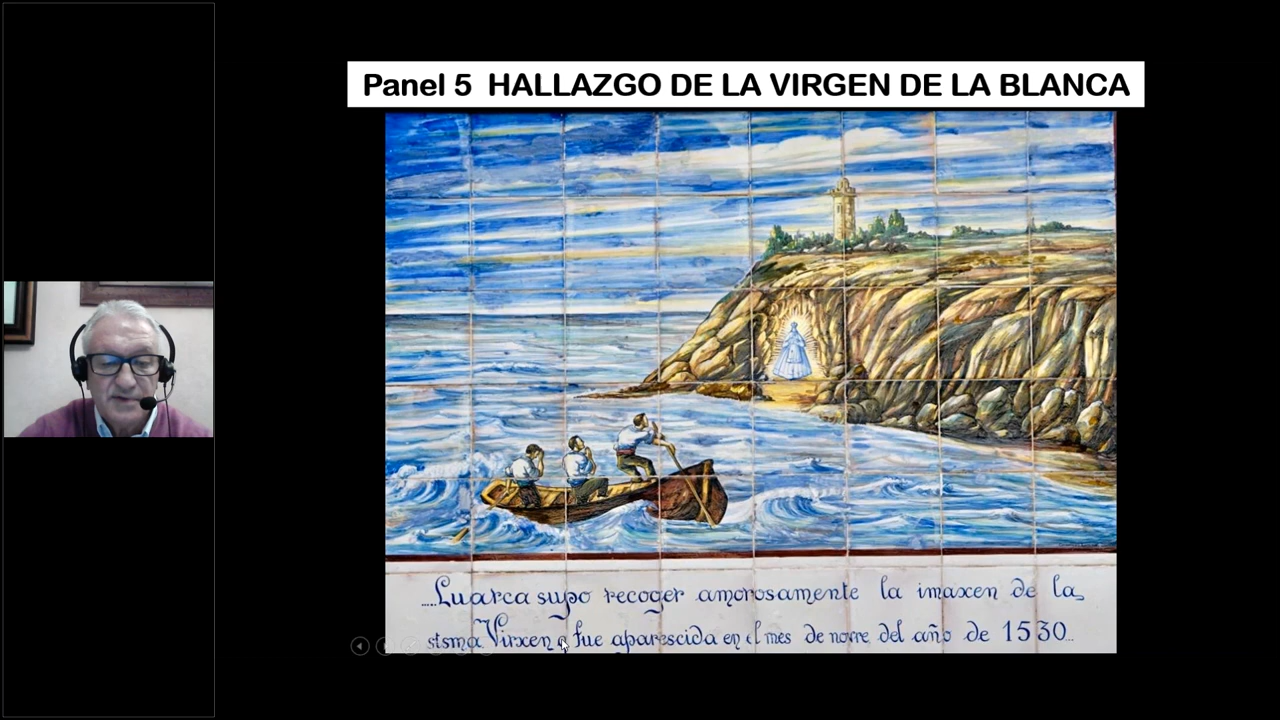 Panel 5 HALLAZGO DE LA VIRGEN DE LA BLANCA
....Luarca supo recoger amorosamente la imaxen de la
stsma Virxen q fue aparescida en el mes de novre del año de 1530...